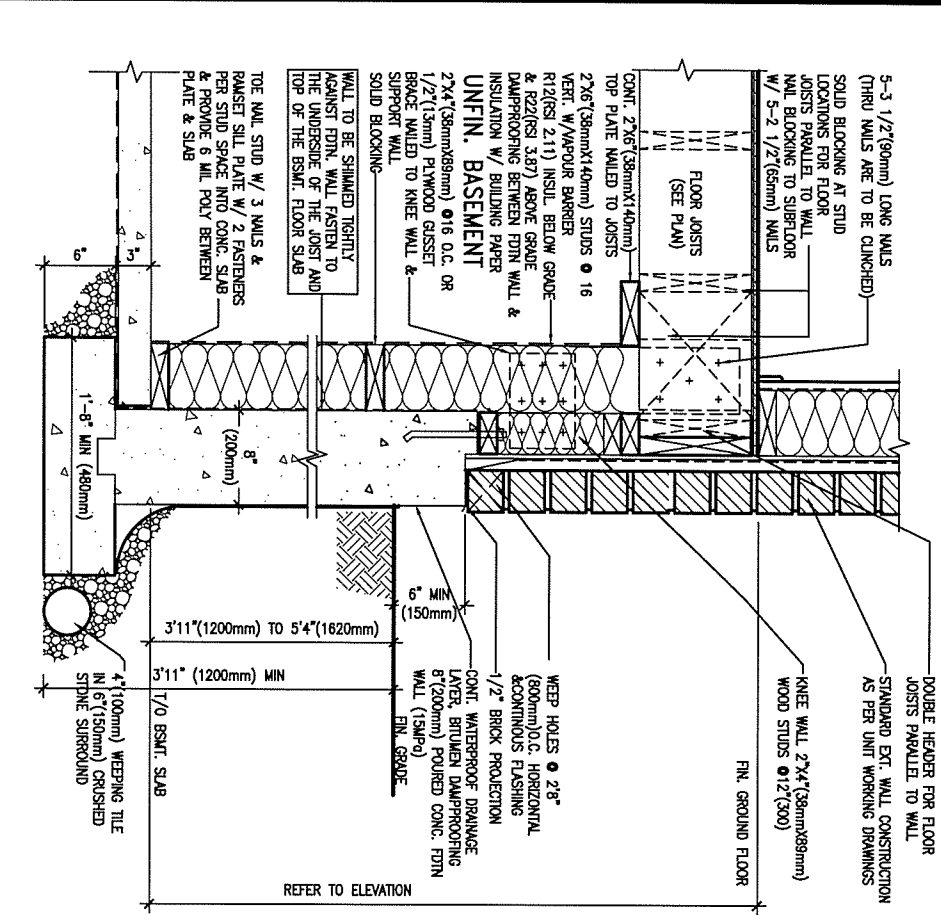 5-3 1/2"(90mm) LONG NAILS
(THRU NAILS ARE TO BE CLINCHED)
SOLID BLOCKING AT STUD
LOCATIONS FOR FLOOR
JOISTS PARALLEL TO WALL
NAIL BLOCKING TO SUBFLOOR
W/ 5-2 1/2"(65mm) NAILS
FLOOR JOISTS
(SEE PLAN)
CONT. 2"X6"(38mmX140mm)
TOP PLATE NAILED TO JOISTS
2"X6"(38mmX140mm) STUDS @ 16
VERT. W/VAPOUR BARRIER
R12(RSI 2.11) INSUL. BELOW GRADE
& R22(RSI 3.87) ABOVE GRADE
DAMPPROOFING BETWEEN FDTN WALL &
INSULATION W/ BUILDING PAPER
UNFIN. BASEMENT
2"X4"(38mmX89mm) @16 O.C. OR
1/2"(13mm) PLYWOOD GUSSET
BRACE NAILED TO KNEE WALL &
SUPPORT WALL
SOLID BLOCKING
WALL TO BE SHIMMED TIGHTLY
AGAINST FDTN. WALL FASTEN TO
THE UNDERSIDE OF THE JOIST AND
TOP OF THE BSMT. FLOOR SLAB
TOE NAIL STUD W/ 3 NAILS &
RAMSET SILL PLATE W/ 2 FASTENERS
PER STUD SPACE INTO CONC. SLAB
& PROVIDE 6 MIL POLY BETWEEN
PLATE & SLAB
6"
3"
1'-8" MIN (480mm)
8"
(200mm)
DOUBLE HEADER FOR FLOOR
JOISTS PARALLEL TO WALL
STANDARD EXT. WALL CONSTRUCTION
AS PER UNIT WORKING DRAWINGS
FIN. GROUND FLOOR
KNEE WALL 2"X4"(38mmX89mm)
WOOD STUDS @12"(300)
WEEP HOLES @ 2'8"
(800mm)O.C. HORIZONTAL
&CONTINOUS FLASHING
1/2" BRICK PROJECTION
6" MIN
(150mm)
CONT. WATERPROOF DRAINAGE
LAYER, BITUMEN DAMPPROOFING
8"(200mm) POURED CONC. FDTN
WALL (15MPa)
FIN. GRADE
3'11"(1200mm) TO 5'4"(1620mm)
3'11" (1200mm) MIN
T/O BSMT. SLAB
4"(100mm) WEEPING TILE
IN 6"(150mm) CRUSHED
STONE SURROUND
REFER TO ELEVATION